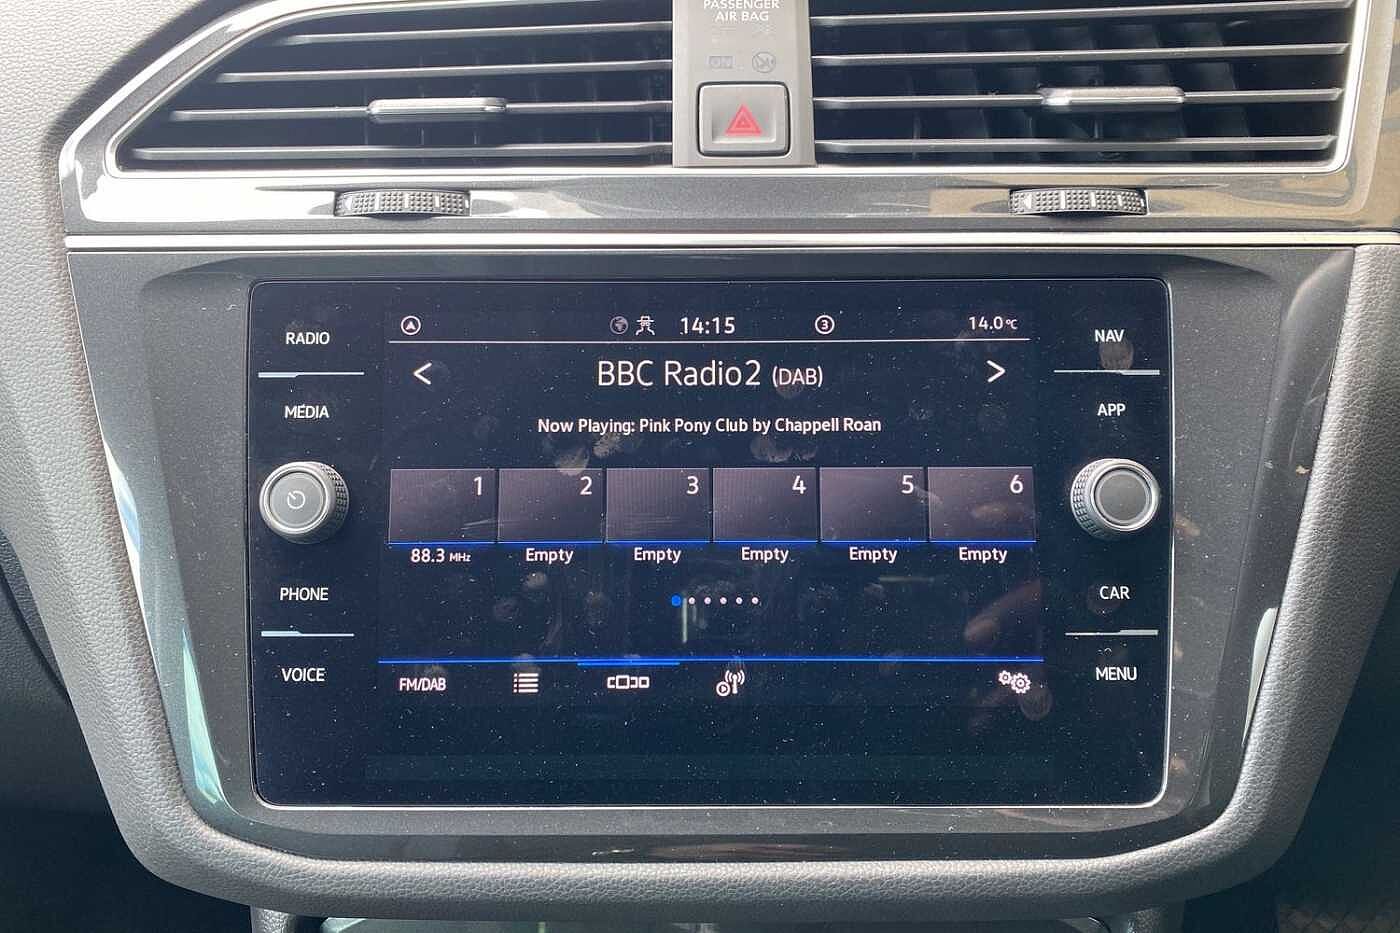 PASSENGER
AIR BAG
ON
14:15
3
14.0°C
RADIO
NAV
BBC Radio2 (DAB)
MEDIA
APP
Now Playing: Pink Pony Club by Chappell Roan
1 2 3 4 5 6
88.3 MHz Empty Empty Empty Empty Empty
PHONE
CAR
VOICE
FM/DAB
MENU